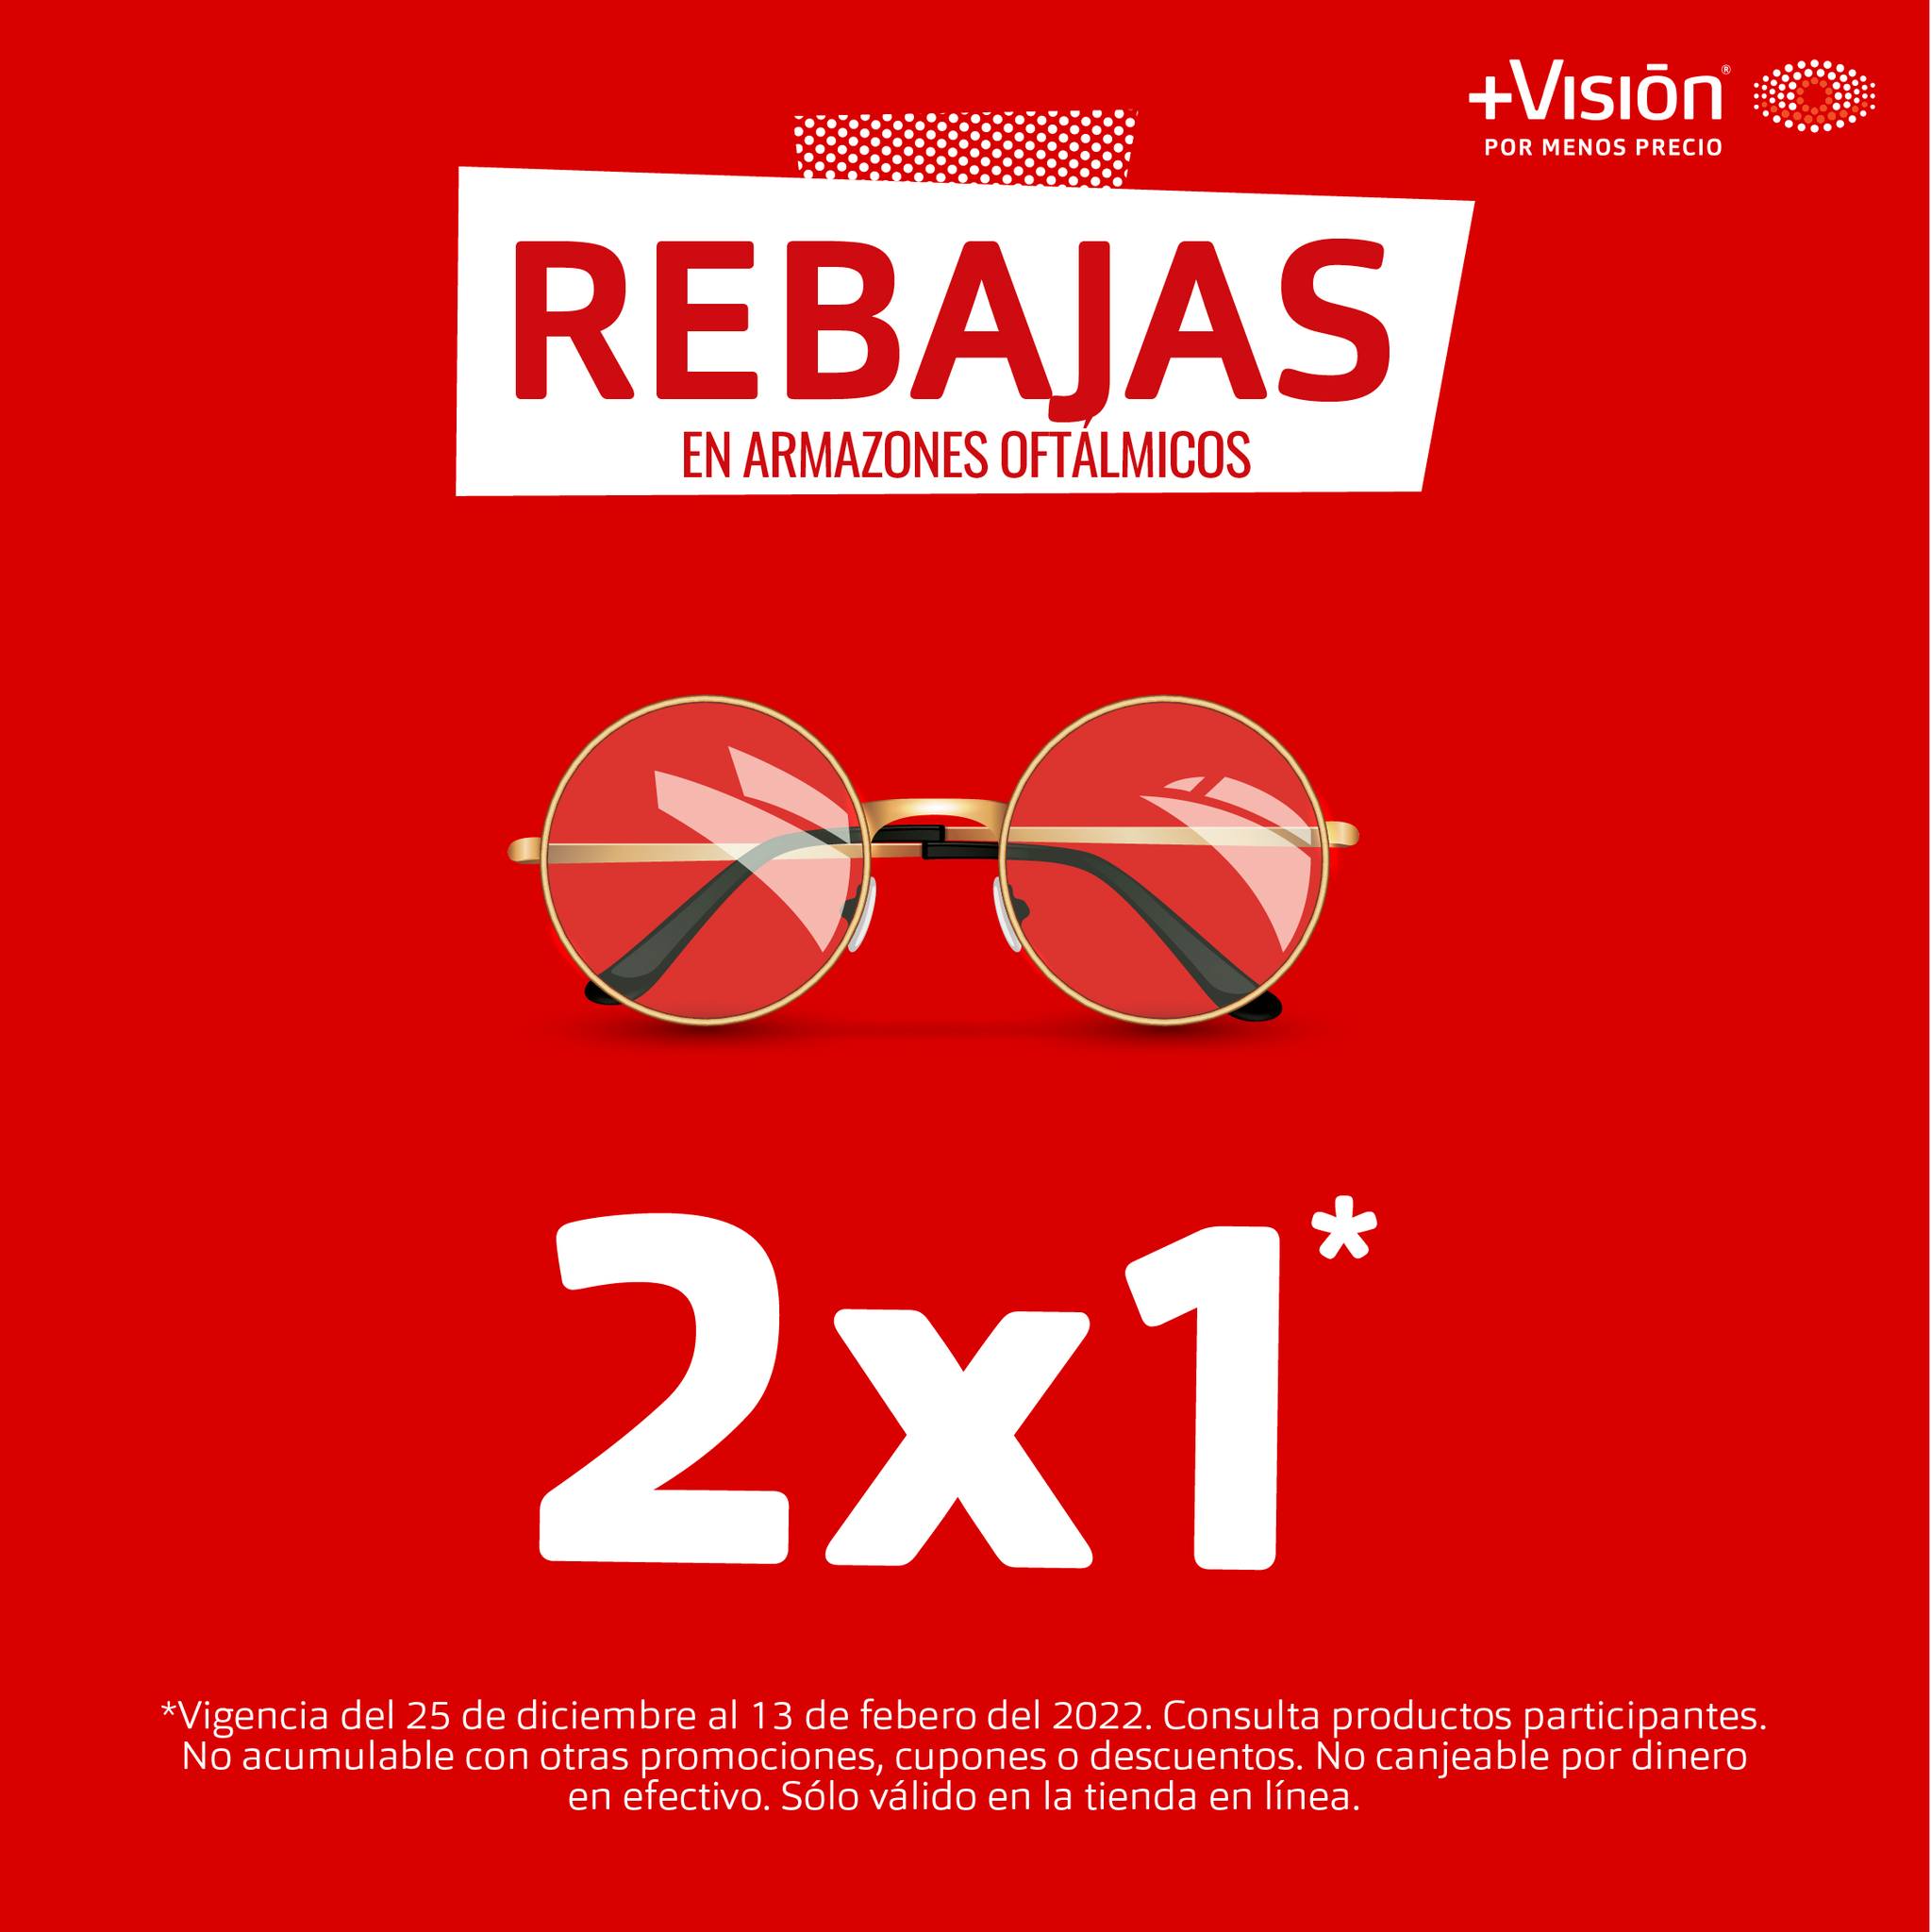 +Visión®
POR MENOS PRECIO
REBAJAS
EN ARMAZONES OFTÁLMICOS
2x1*
*Vigencia del 25 de diciembre al 13 de febero del 2022. Consulta productos participantes.
No acumulable con otras promociones, cupones o descuentos. No canjeable por dinero
en efectivo. Sólo válido en la tienda en línea.